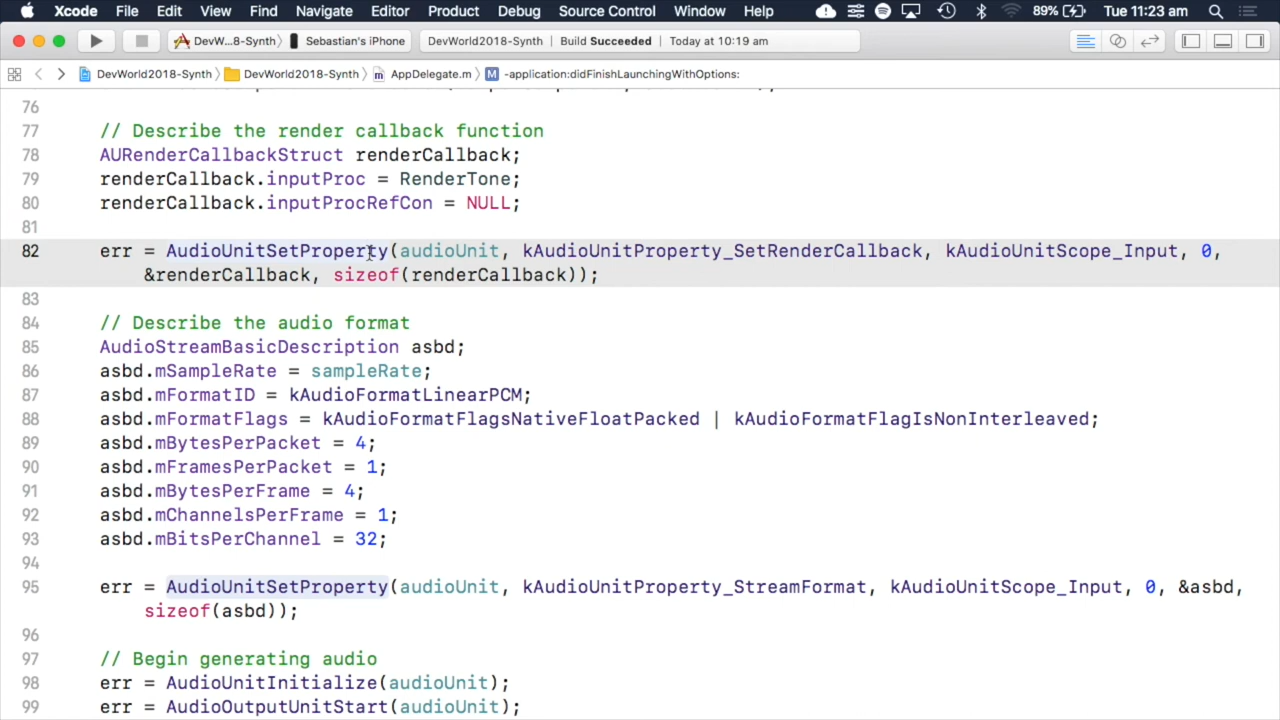 Xcode File Edit View Find Navigate Editor Product Debug Source Control Window Help 89% Tue 11:23 am
DevW...8-Synth Sebastian's iPhone DevWorld2018-Synth Build Succeeded Today at 10:19 am
DevWorld2018-Synth DevWorld2018-Synth AppDelegate.m -application:didFinishLaunchingWithOptions:
76
77 // Describe the render callback function
78 AURenderCallbackStruct renderCallback;
79 renderCallback.inputProc = RenderTone;
80 renderCallback.inputProcRefCon = NULL;
81
82 err = AudioUnitSetProperty(audioUnit, kAudioUnitProperty_SetRenderCallback, kAudioUnitScope_Input, 0,
&renderCallback, sizeof(renderCallback));
83
84 // Describe the audio format
85 AudioStreamBasicDescription asbd;
86 asbd.mSampleRate = sampleRate;
87 asbd.mFormatID = kAudioFormatLinearPCM;
88 asbd.mFormatFlags = kAudioFormatFlagsNativeFloatPacked | kAudioFormatFlagIsNonInterleaved;
89 asbd.mBytesPerPacket = 4;
90 asbd.mFramesPerPacket = 1;
91 asbd.mBytesPerFrame = 4;
92 asbd.mChannelsPerFrame = 1;
93 asbd.mBitsPerChannel = 32;
94
95 err = AudioUnitSetProperty(audioUnit, kAudioUnitProperty_StreamFormat, kAudioUnitScope_Input, 0, &asbd,
sizeof(asbd));
96
97 // Begin generating audio
98 err = AudioUnitInitialize(audioUnit);
99 err = AudioOutputUnitStart(audioUnit);